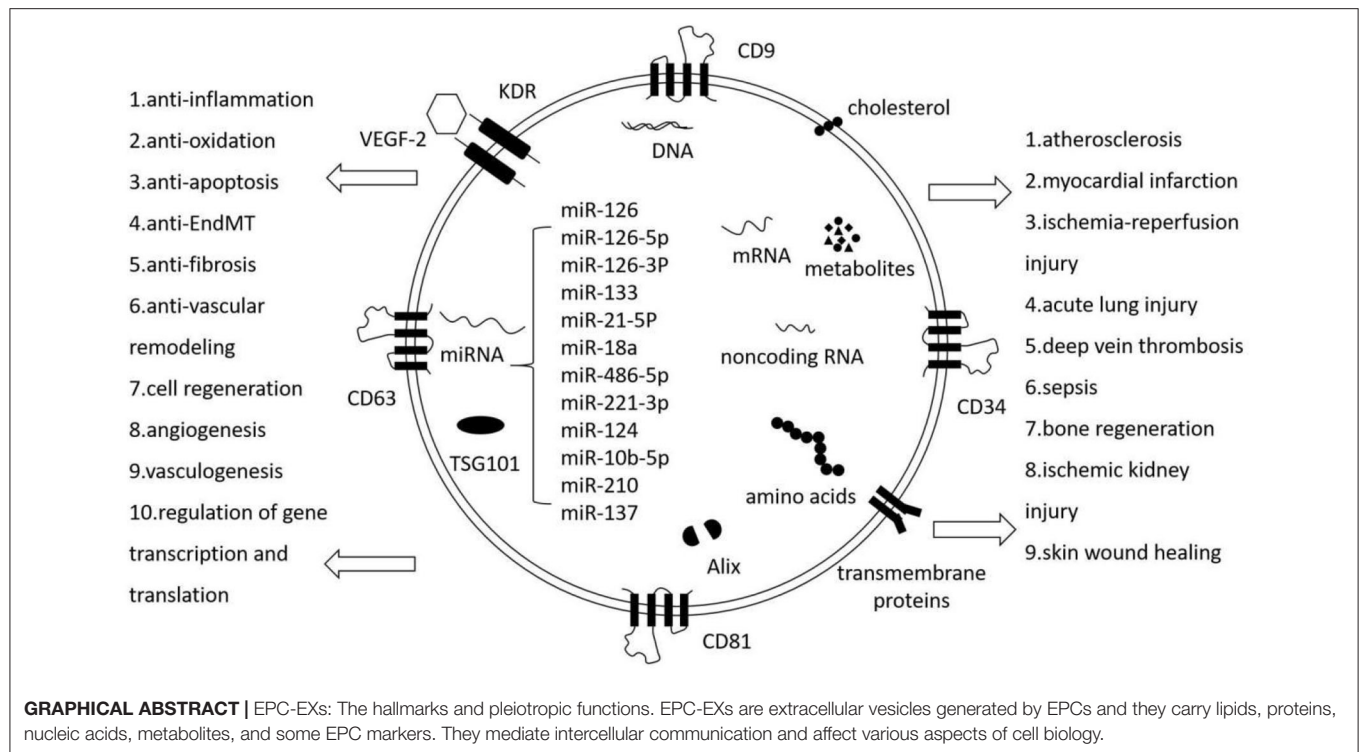 CD9
KDR
VEGF-2
cholesterol
DNA
1.anti-inflammation
2.anti-oxidation
3.anti-apoptosis
4.anti-EndMT
5.anti-fibrosis
6.anti-vascular
remodeling
7.cell regeneration
8.angiogenesis
9.vasculogenesis
10.regulation of gene
transcription and
translation
miRNA
CD63
TSG101
miR-126
miR-126-5p
miR-126-3P
miR-133
miR-21-5P
miR-18a
miR-486-5p
miR-221-3p
miR-124
miR-10b-5p
miR-210
miR-137
mRNA
metabolites
noncoding RNA
CD34
amino acids
Alix
transmembrane
proteins
CD81
1.atherosclerosis
2.myocardial infarction
3.ischemia-reperfusion
injury
4.acute lung injury
5.deep vein thrombosis
6.sepsis
7.bone regeneration
8.ischemic kidney
injury
9.skin wound healing
GRAPHICAL ABSTRACT | EPC-EXs: The hallmarks and pleiotropic functions. EPC-EXs are extracellular vesicles generated by EPCs and they carry lipids, proteins,
nucleic acids, metabolites, and some EPC markers. They mediate intercellular communication and affect various aspects of cell biology.